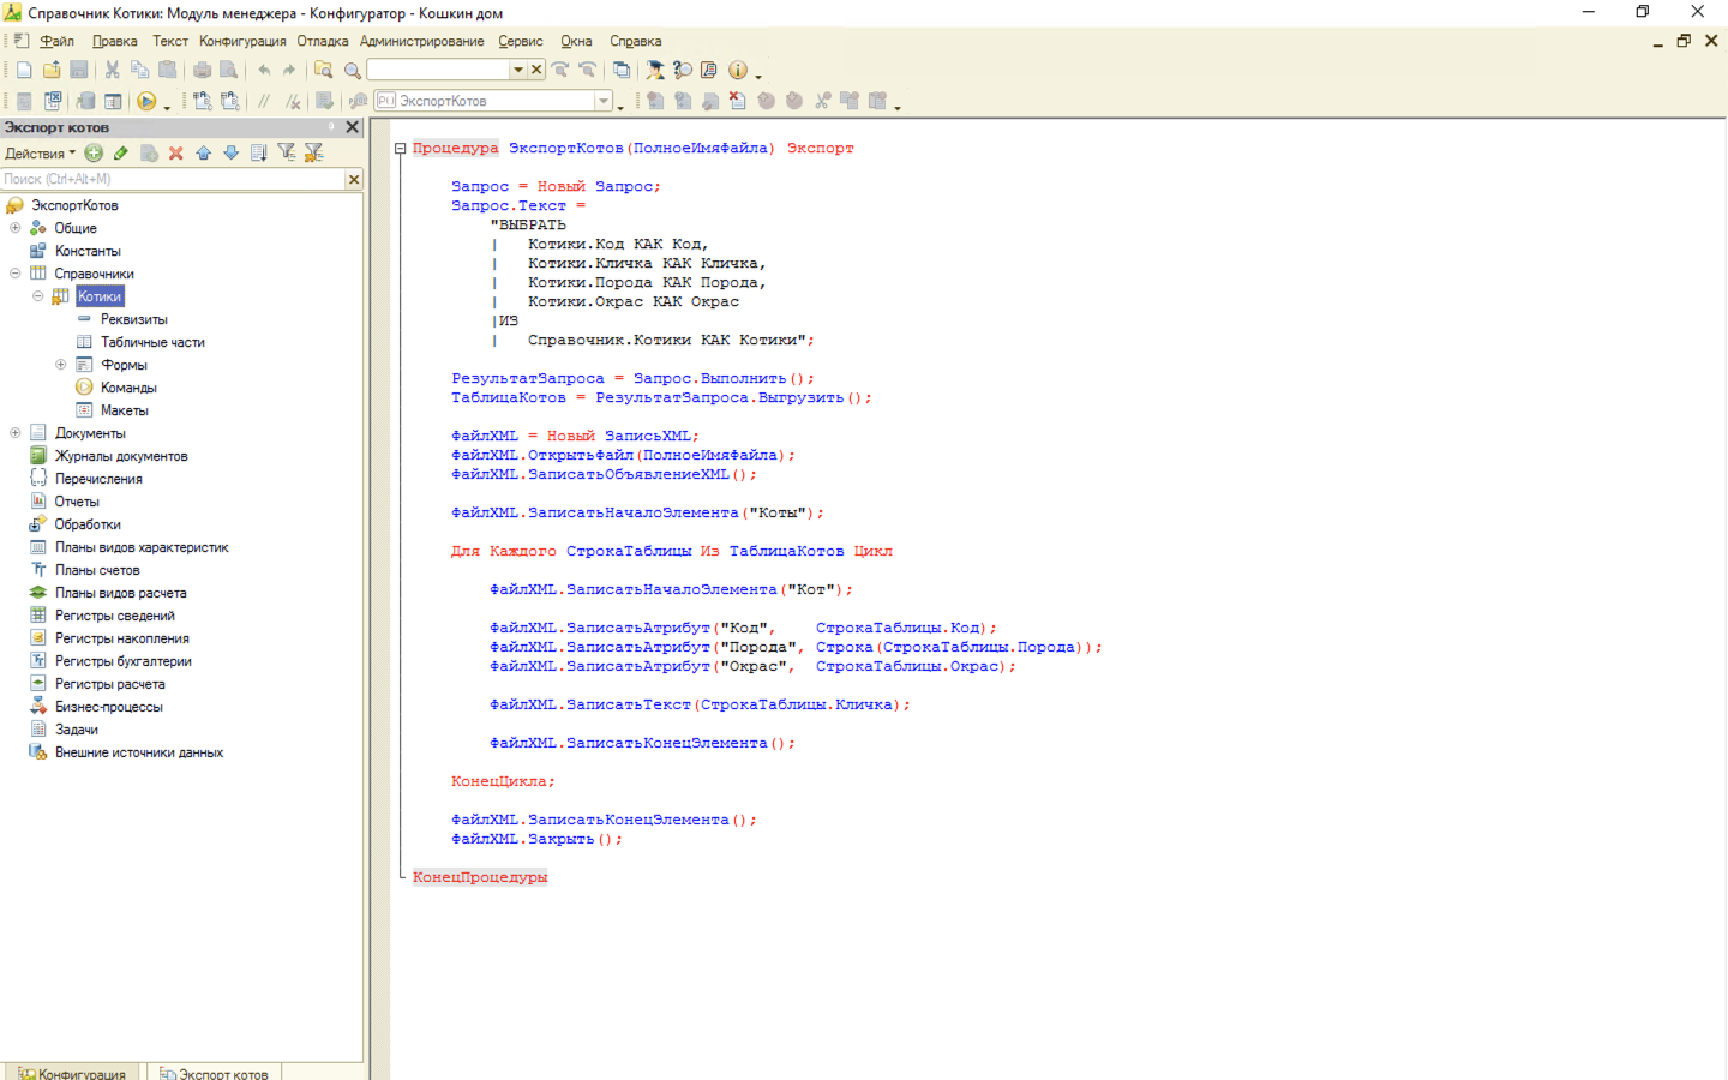 Справочник Котики: Модуль менеджера - Конфигуратор - Кошкин дом
Файл Правка Текст Конфигурация Отладка Администрирование Сервис Окна Справка
ЭкспортКотов
Экспорт котов
Действия
Поиск (Ctrl+Alt+M)
ЭкспортКотов
Общие
Константы
Справочники
Котики
Реквизиты
Табличные части
Формы
Команды
Макеты
Документы
Журналы документов
Перечисления
Отчеты
Обработки
Планы видов характеристик
Планы счетов
Планы видов расчета
Регистры сведений
Регистры накопления
Регистры бухгалтерии
Регистры расчета
Бизнес-процессы
Задачи
Внешние источники данных
Конфигурация Экспорт котов
Процедура ЭкспортКотов(ПолноеИмяФайла) Экспорт
Запрос = Новый Запрос;
Запрос.Текст =
"ВЫБРАТЬ
| Котики.Код КАК Код,
| Котики.Кличка КАК Кличка,
| Котики.Порода КАК Порода,
| Котики.Окрас КАК Окрас
|ИЗ
| Справочник.Котики КАК Котики";
РезультатЗапроса = Запрос.Выполнить();
ТаблицаКотов = РезультатЗапроса.Выгрузить();
ФайлXML = Новый ЗаписьXML;
ФайлXML.ОткрытьФайл(ПолноеИмяФайла);
ФайлXML.ЗаписатьОбъявлениеXML();
ФайлXML.ЗаписатьНачалоЭлемента("Коты");
Для Каждого СтрокаТаблицы Из ТаблицаКотов Цикл
ФайлXML.ЗаписатьНачалоЭлемента("Кот");
ФайлXML.ЗаписатьАтрибут("Код", СтрокаТаблицы.Код);
ФайлXML.ЗаписатьАтрибут("Порода", Строка(СтрокаТаблицы.Порода));
ФайлXML.ЗаписатьАтрибут("Окрас", СтрокаТаблицы.Окрас);
ФайлXML.ЗаписатьТекст(СтрокаТаблицы.Кличка);
ФайлXML.ЗаписатьКонецЭлемента();
КонецЦикла;
ФайлXML.ЗаписатьКонецЭлемента();
ФайлXML.Закрыть();
КонецПроцедуры